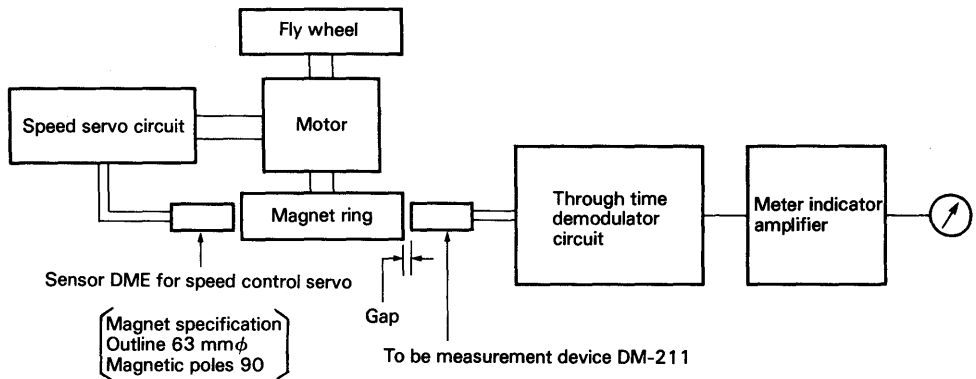 Fly wheel
Speed servo circuit
Motor
Magnet ring
Through time
demodulator
circuit
Meter indicator
amplifier
Sensor DME for speed control servo
Magnet specification
Outline 63 mmϕ
Magnetic poles 90
Gap
To be measurement device DM-211